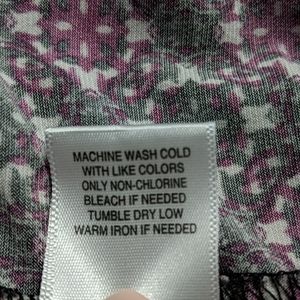 MACHINE WASH COLD
WITH LIKE COLORS
ONLY NON-CHLORINE
BLEACH IF NEEDED
TUMBLE DRY LOW
WARM IRON IF NEEDED